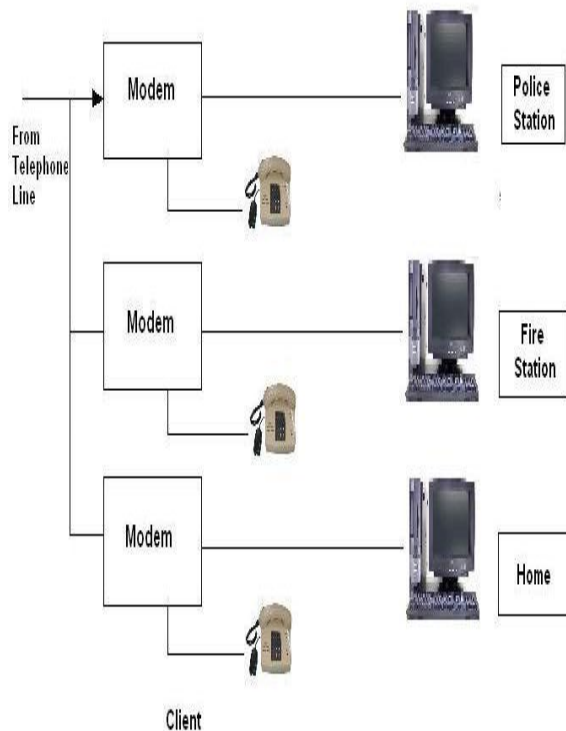 Modem
Police
Station
From
Telephone
Line
Modem
Fire
Station
Modem
Home
Client